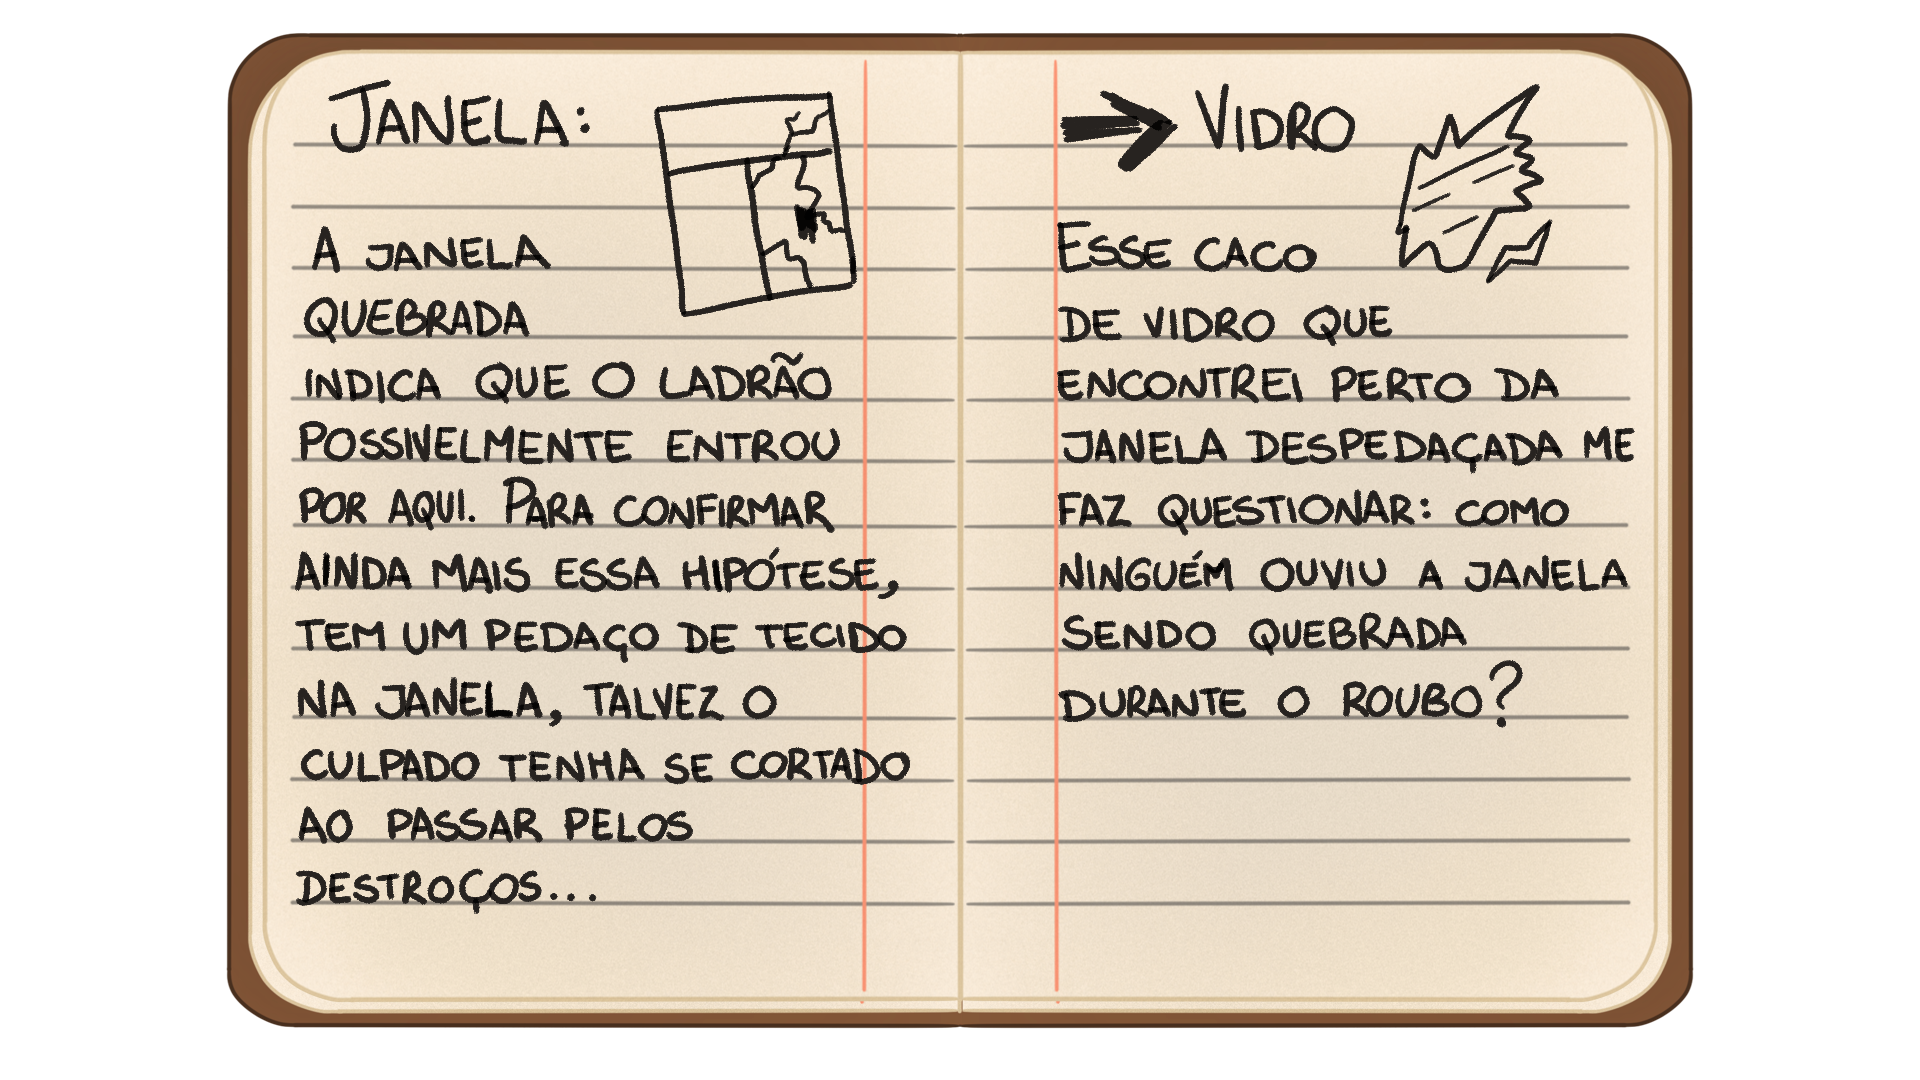 JANELA:
A JANELA
QUEBRADA
INDICA QUE O LADRÃO
POSSIVELMENTE ENTROU
POR AQUI. PARA CONFIRMAR
AINDA MAIS ESSA HIPÓTESE,
TEM UM PEDAÇO DE TECIDO
NA JANELA, TALVEZ O
CULPADO TENHA SE CORTADO
AO PASSAR PELOS
DESTROÇOS...
VIDRO
ESSE CACO
DE VIDRO QUE
ENCONTREI PERTO DA
JANELA DESPEDAÇADA ME
FAZ QUESTIONAR: COMO
NINGUÉM OUVIU A JANELA
SENDO QUEBRADA
DURANTE O ROUBO?